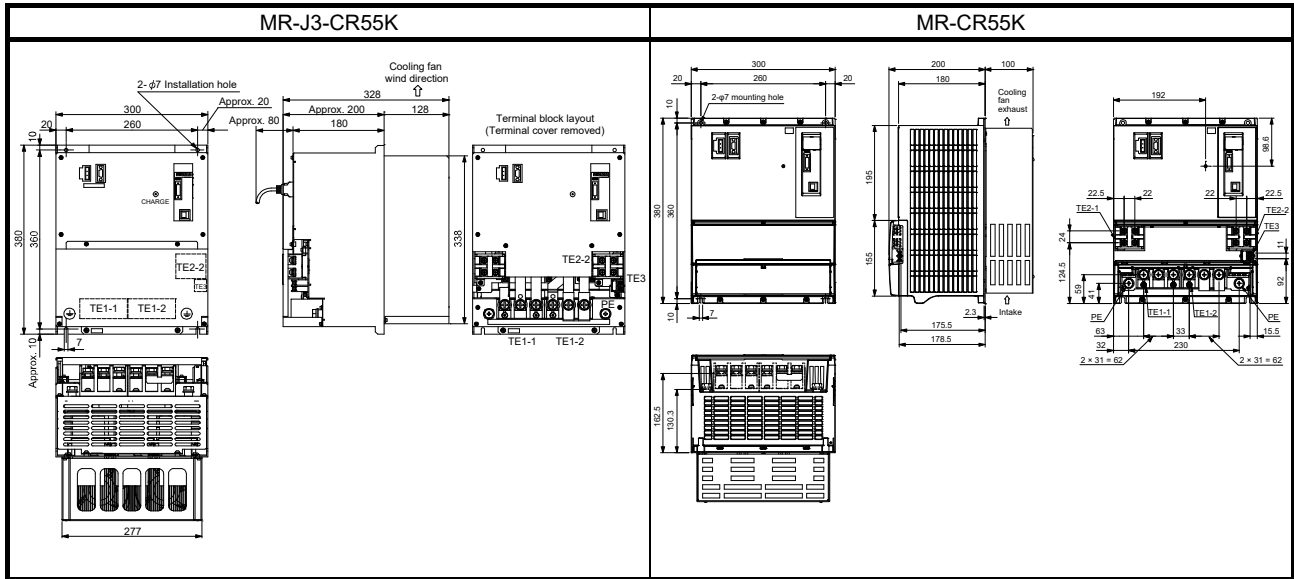 MR-J3-CR55K
MR-CR55K
2- ϕ7 Installation hole
Approx. 20
300
Approx. 80
20
260
10
380
360
CHARGE
TE2-2
TE3
TE1-1
TE1-2
Approx. 10
7
277
Cooling fan
wind direction
328
Approx. 200
128
180
338
Terminal block layout
(Terminal cover removed)
TE2-2
TE3
PE
TE1-1
TE1-2
300
20
260
20
10
2-φ7 mounting hole
380
360
10
7
162.5
130.3
200
100
180
Cooling
fan
exhaust
195
155
2.3
Intake
175.5
178.5
192
98.6
22.5
22
22
22.5
TE2-1
TE2-2
TE3
24
11
124.5
59
41
92
PE
TE1-1
TE1-2
PE
63
33
15.5
32
230
2 × 31 = 62
2 × 31 = 62